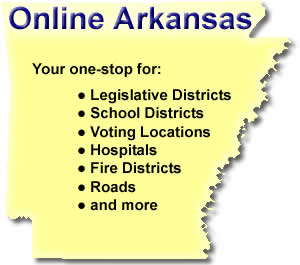 Online Arkansas
Your one-stop for:
● Legislative Districts
● School Districts
● Voting Locations
● Hospitals
● Fire Districts
● Roads
● and more